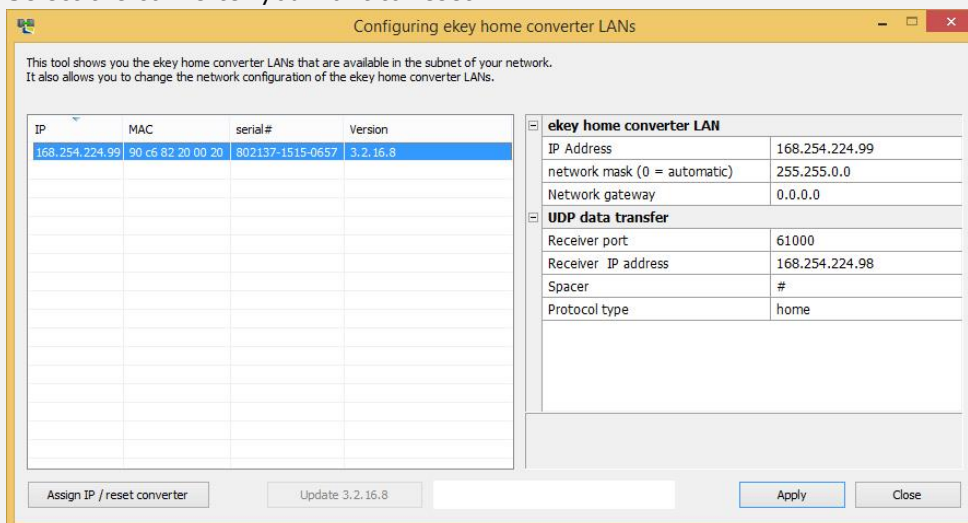 Configuring ekey home converter LANs
This tool shows you the ekey home converter LANs that are available in the subnet of your network.
It also allows you to change the network configuration of the ekey home converter LANs.
IP MAC serial# Version
168.254.224.99 90 c6 82 20 00 20 802137-1515-0657 3.2.16.8
ekey home converter LAN
IP Address 168.254.224.99
network mask (0 = automatic) 255.255.0.0
Network gateway 0.0.0.0
UDP data transfer
Receiver port 61000
Receiver IP address 168.254.224.98
Spacer #
Protocol type home
Assign IP / reset converter Update 3.2.16.8 Apply Close